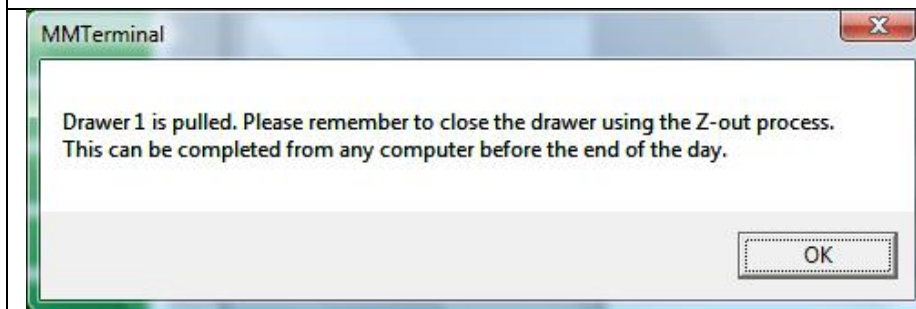 MMTerminal
X
Drawer 1 is pulled. Please remember to close the drawer using the Z-out process.
This can be completed from any computer before the end of the day.
OK